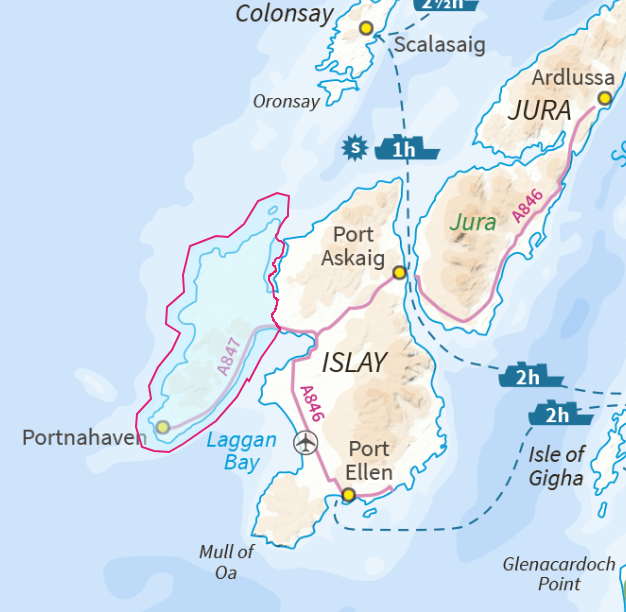 2½h
Colonsay
Scalasaig
Ardlussa
Oronsay
JURA
s
1h
A846
Jura
Port
Askaig
ISLAY
A847
2h
A846
2h
Portnahaven
Laggan
Bay
Port
Ellen
Isle of
Gigha
Mull of
Oa
Glenacardoch
Point